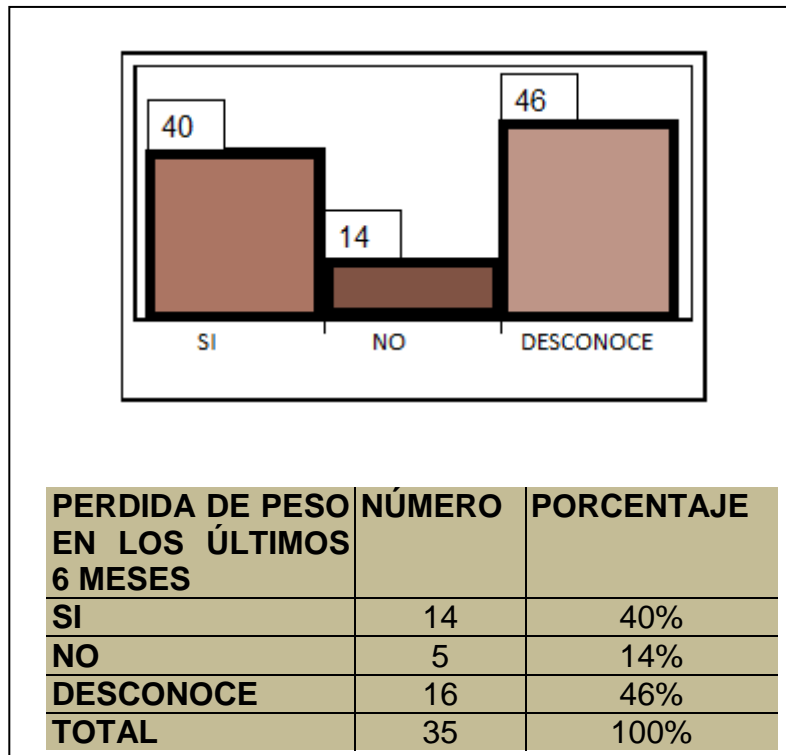 40
14
46
SI NO DESCONOCE
PERDIDA DE PESO NÚMERO PORCENTAJE
EN LOS ÚLTIMOS
6 MESES
SI 14 40%
NO 5 14%
DESCONOCE 16 46%
TOTAL 35 100%